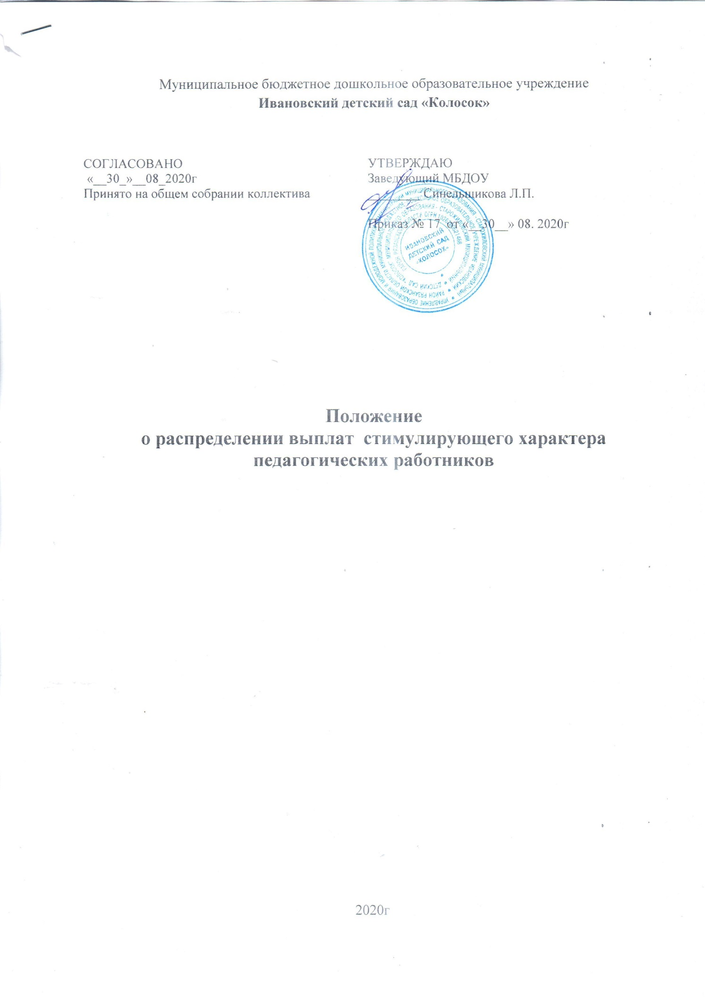 Муниципальное бюджетное дошкольное образовательное учреждение
Ивановский детский сад «Колосок»
СОГЛАСОВАНО
«__30_»__08_2020г
Принято на общем собрании коллектива
УТВЕРЖДАЮ
Заведующий МБДОУ
________ Синельщикова Л.П.
Приказ № 17 от «__30__» 08. 2020г
ИВАНОВСКИЙ
ДЕТСКИЙ САД
«КОЛОСОК»
Положение
о распределении выплат стимулирующего характера
педагогических работников
2020г